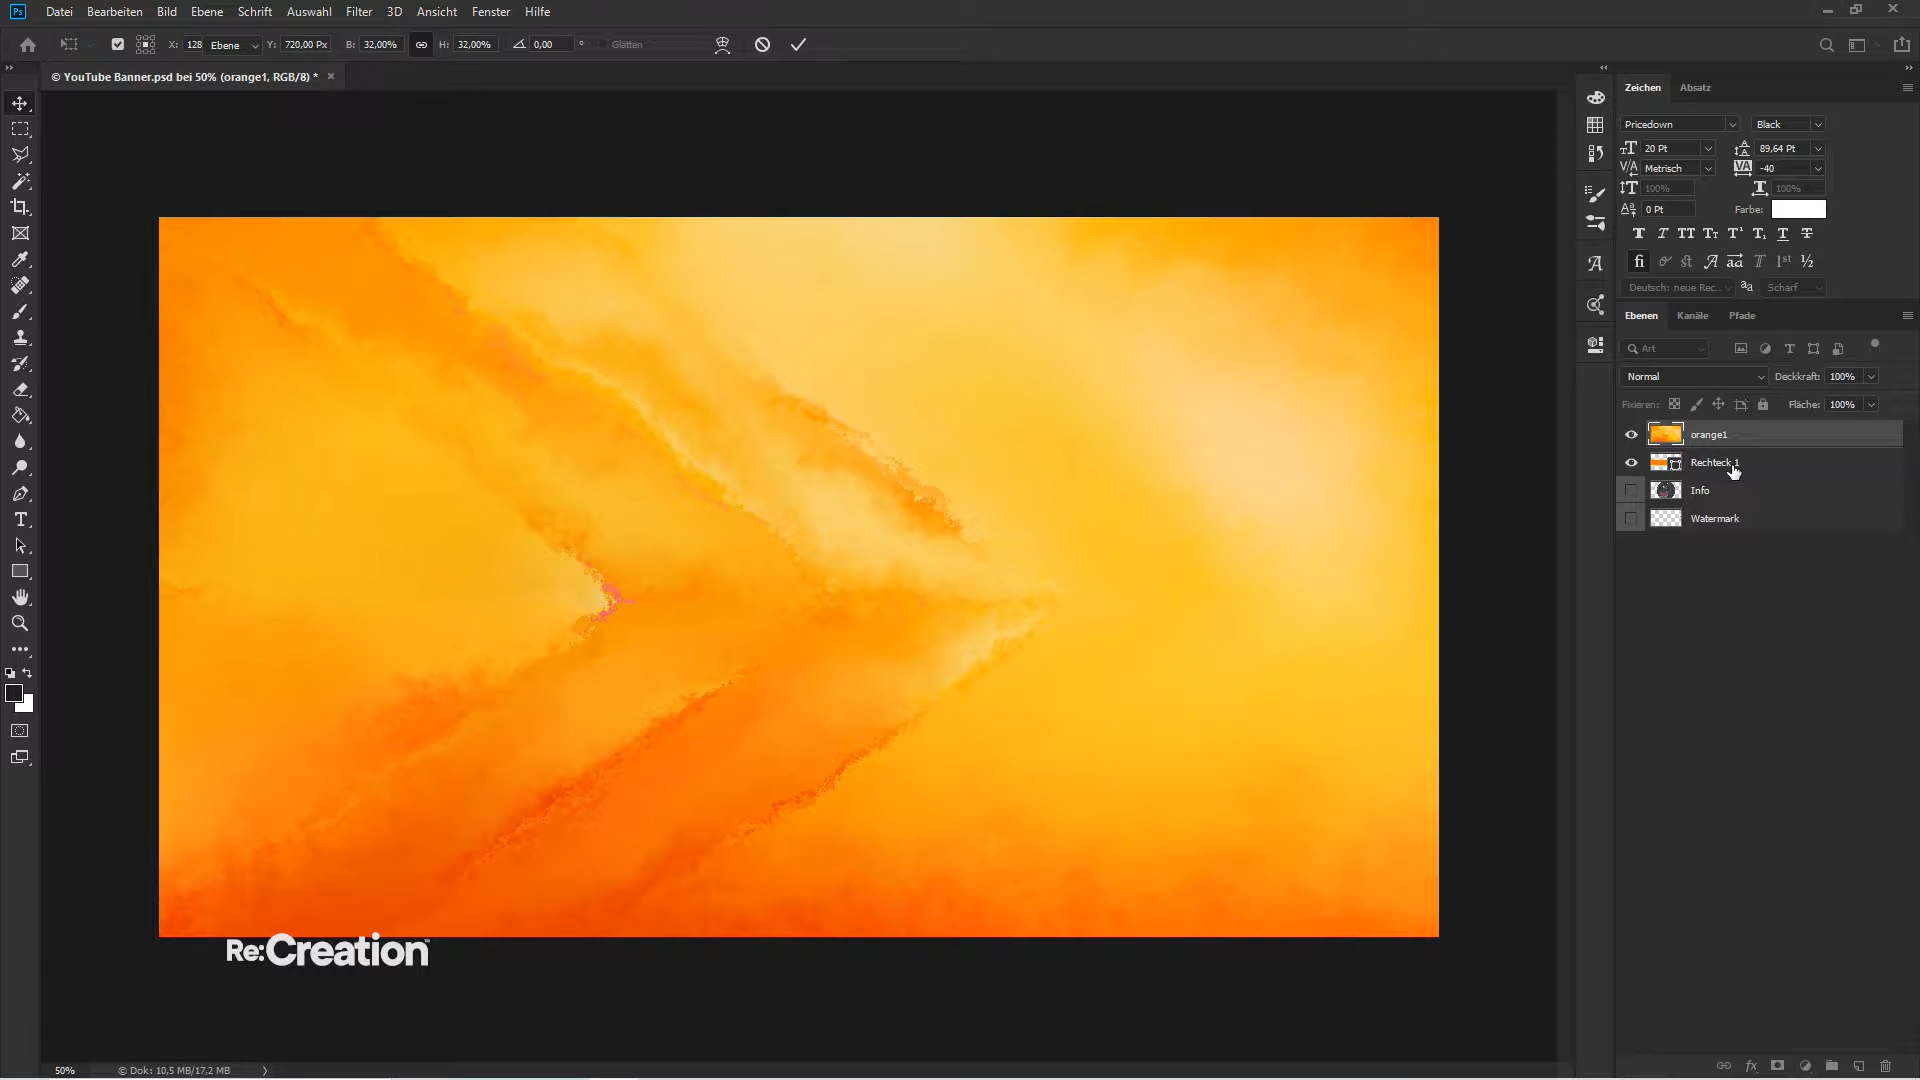 Ps Datei Bearbeiten Bild Ebene Schrift Auswahl Filter 3D Ansicht Fenster Hilfe
X: 128 Ebene Y: 720,00 Px B: 32,00% H: 32,00% 0,00 ° Glätten
© YouTube Banner.psd bei 50% (orange1, RGB/8) * ×
Zeichen Absatz
Pricedown Black
20 Pt 89,64 Pt
Metrisch -40
100% 100%
0 Pt Farbe:
Deutsch: neue Rec... aa Scharf
Ebenen Kanäle Pfade
Art
Normal Deckkraft: 100%
Fixieren: Fläche: 100%
orange1
Rechteck 1
Info
Watermark
Re:Creation
50% © Dok: 10,5 MB/17,2 MB